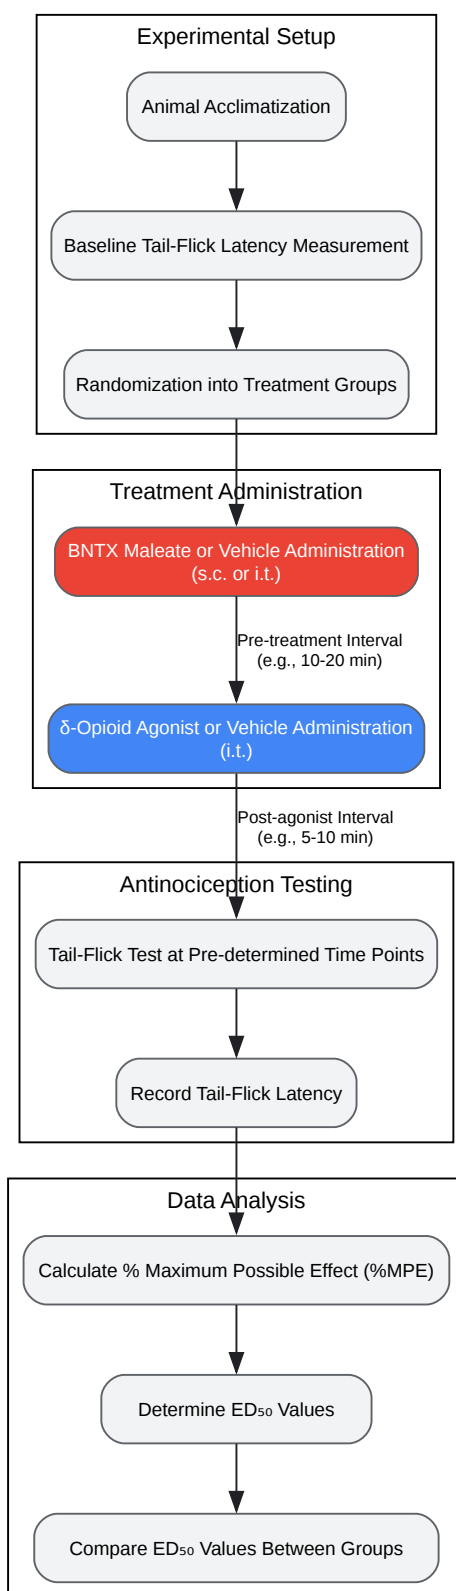 Experimental Setup
Animal Acclimatization
Baseline Tail-Flick Latency Measurement
Randomization into Treatment Groups
Treatment Administration
BNTX Maleate or Vehicle Administration
(s.c. or i.t.)
Pre-treatment Interval
(e.g., 10-20 min)
δ-Opioid Agonist or Vehicle Administration
(i.t.)
Post-agonist Interval
(e.g., 5-10 min)
Antinociception Testing
Tail-Flick Test at Pre-determined Time Points
Record Tail-Flick Latency
Data Analysis
Calculate % Maximum Possible Effect (%MPE)
Determine ED₅₀ Values
Compare ED₅₀ Values Between Groups